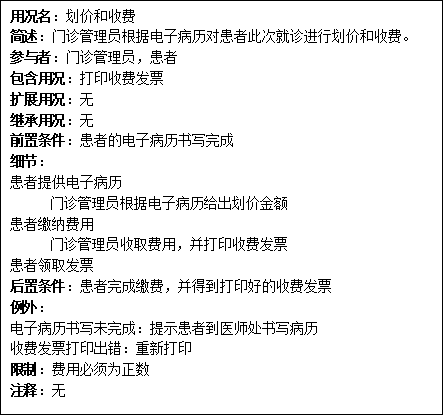 用况名：划价和收费
简述：门诊管理员根据电子病历对患者此次就诊进行划价和收费。
参与者：门诊管理员，患者
包含用况：打印收费发票
扩展用况：无
继承用况：无
前置条件：患者的电子病历书写完成
细节：
患者提供电子病历
门诊管理员根据电子病历给出划价金额
患者缴纳费用
门诊管理员收取费用，并打印收费发票
患者领取发票
后置条件：患者完成缴费，并得到打印好的收费发票
例外：
电子病历书写未完成：提示患者到医师处书写病历
收费发票打印出错：重新打印
限制：费用必须为正数
注释：无